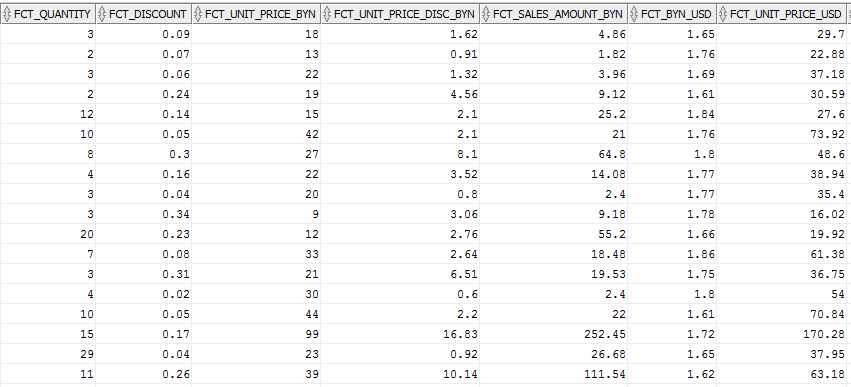 FCT_QUANTITY FCT_DISCOUNT FCT_UNIT_PRICE_BYN FCT_UNIT_PRICE_DISC_BYN FCT_SALES_AMOUNT_BYN FCT_BYN_USD FCT_UNIT_PRICE_USD
3 0.09 18 1.62 4.86 1.65 29.7
2 0.07 13 0.91 1.82 1.76 22.88
3 0.06 22 1.32 3.96 1.69 37.18
2 0.24 19 4.56 9.12 1.61 30.59
12 0.14 15 2.1 25.2 1.84 27.6
10 0.05 42 2.1 21 1.76 73.92
8 0.3 27 8.1 64.8 1.8 48.6
4 0.16 22 3.52 14.08 1.77 38.94
3 0.04 20 0.8 2.4 1.77 35.4
3 0.34 9 3.06 9.18 1.78 16.02
20 0.23 12 2.76 55.2 1.66 19.92
7 0.08 33 2.64 18.48 1.86 61.38
3 0.31 21 6.51 19.53 1.75 36.75
4 0.02 30 0.6 2.4 1.8 54
10 0.05 44 2.2 22 1.61 70.84
15 0.17 99 16.83 252.45 1.72 170.28
29 0.04 23 0.92 26.68 1.65 37.95
11 0.26 39 10.14 111.54 1.62 63.18